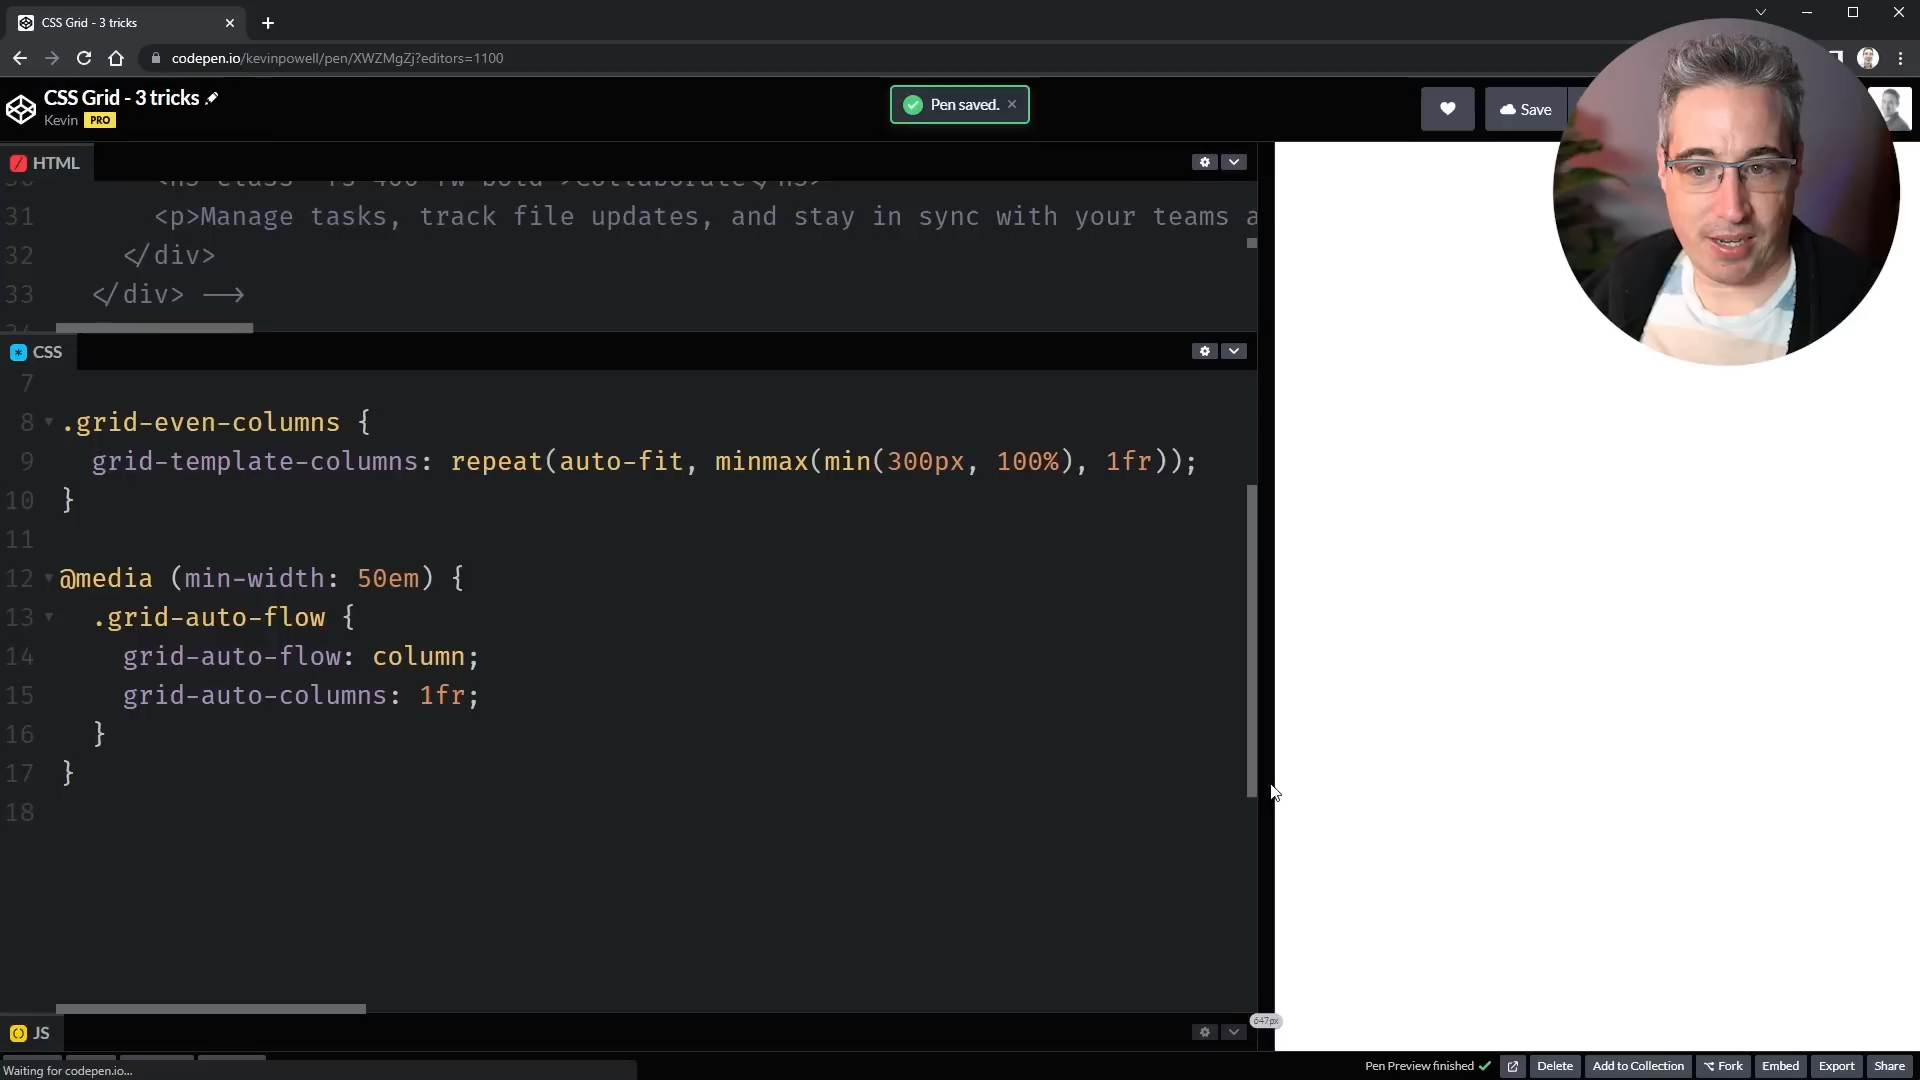 CSS Grid - 3 tricks
codepen.io/kevinpowell/pen/XWZMgZj?editors=1100
CSS Grid - 3 tricks
Kevin PRO
Pen saved.
Save
HTML
31 <p>Manage tasks, track file updates, and stay in sync with your teams a
32 </div>
33 </div> -->
CSS
7
8 .grid-even-columns {
9 grid-template-columns: repeat(auto-fit, minmax(min(300px, 100%), 1fr));
10 }
11
12 @media (min-width: 50em) {
13 .grid-auto-flow {
14 grid-auto-flow: column;
15 grid-auto-columns: 1fr;
16 }
17 }
18
647px
JS
Waiting for codepen.io...
Pen Preview finished
Delete
Add to Collection
Fork
Embed
Export
Share